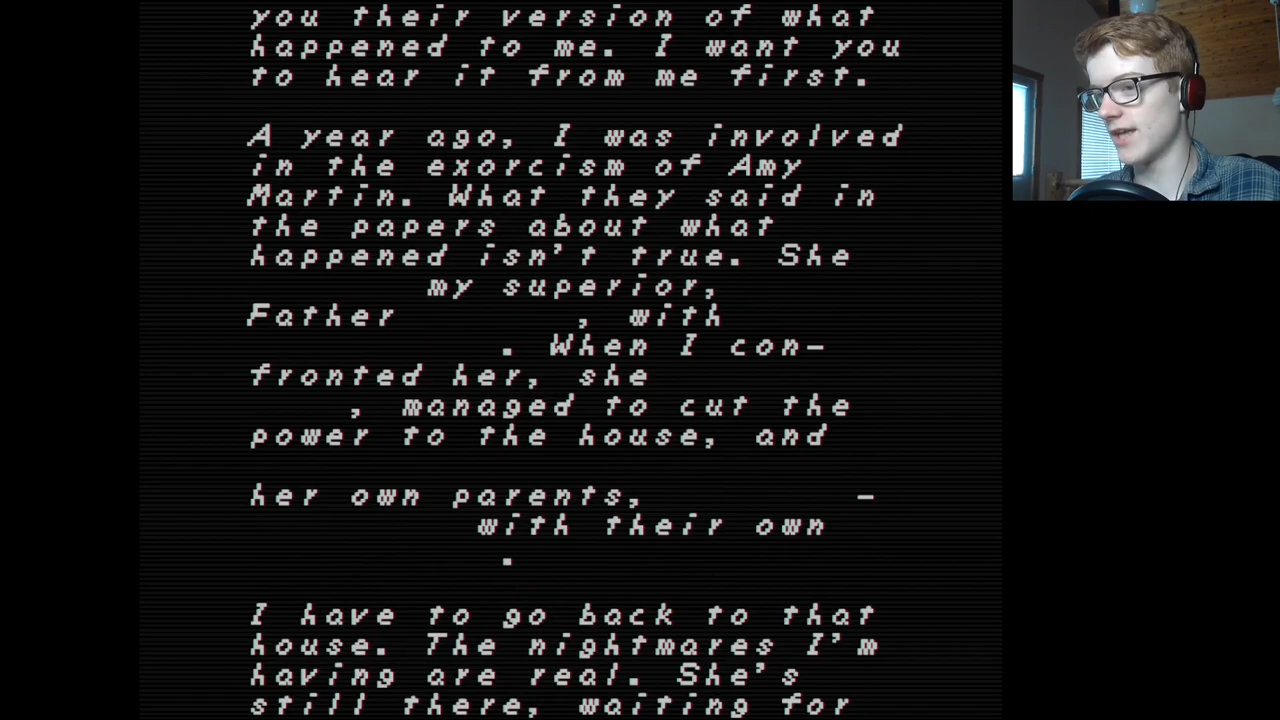 you their version of what
happened to me. I want you
to hear it from me first.
A year ago, I was involved
in the exorcism of Amy
Martin. What they said in
the papers about what
happened isn't true. She
my superior,
Father , with
. When I con-
fronted her, she
, managed to cut the
power to the house, and
her own parents, -
with their own
.
I have to go back to that
house. The nightmares I'm
having are real. She's
still there, waiting for